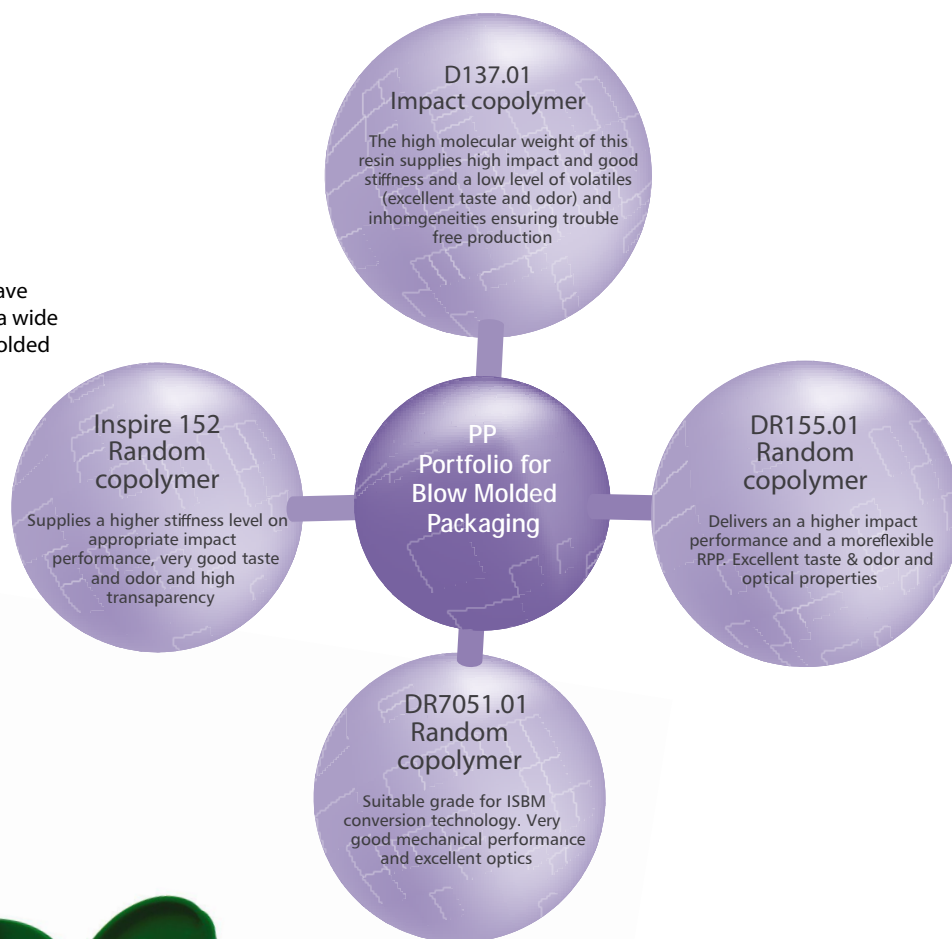 D137.01
Impact copolymer
The high molecular weight of this
resin supplies high impact and good
stiffness and a low level of volatiles
(excellent taste and odor) and
inhomgeneities ensuring trouble
free production
ave
a wide
olded
Inspire 152
Random
copolymer
Supplies a higher stiffness level on
appropriate impact
performance, very good taste
and odor and high
transaparency
PP
Portfolio for
Blow Molded
Packaging
DR155.01
Random
copolymer
Delivers an a higher impact
performance and a moreflexible
RPP. Excellent taste & odor and
optical properties
DR7051.01
Random
copolymer
Suitable grade for ISBM
conversion technology. Very
good mechanical performance
and excellent optics